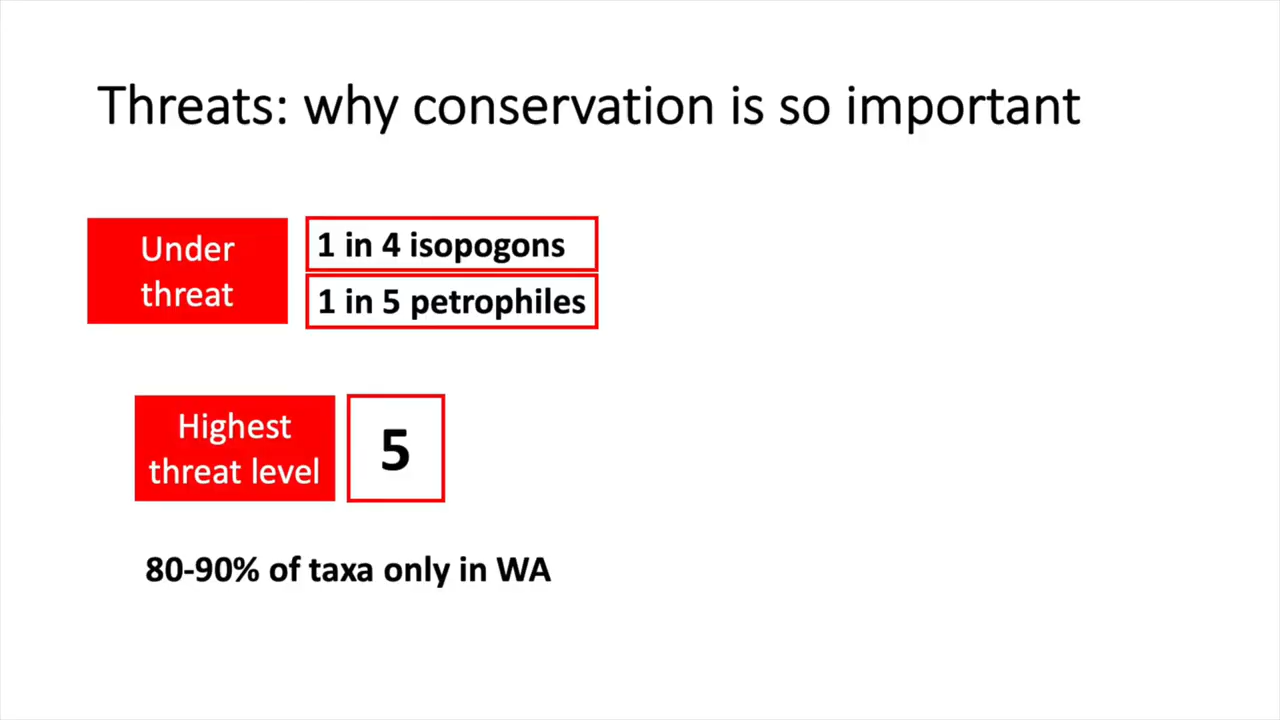 Threats: why conservation is so important
Under
threat
1 in 4 isopogons
1 in 5 petrophiles
Highest
threat level
5
80-90% of taxa only in WA